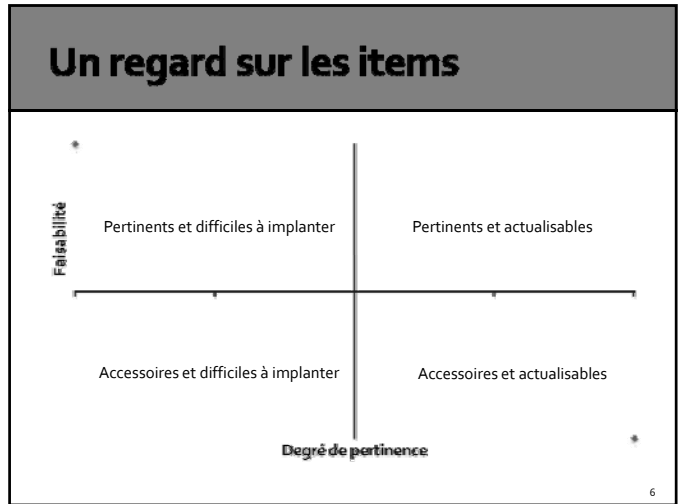 Un regard sur les items
Faisabilité
Pertinents et difficiles à implanter
Pertinents et actualisables
Accessoires et difficiles à implanter
Accessoires et actualisables
Degré de pertinence
6